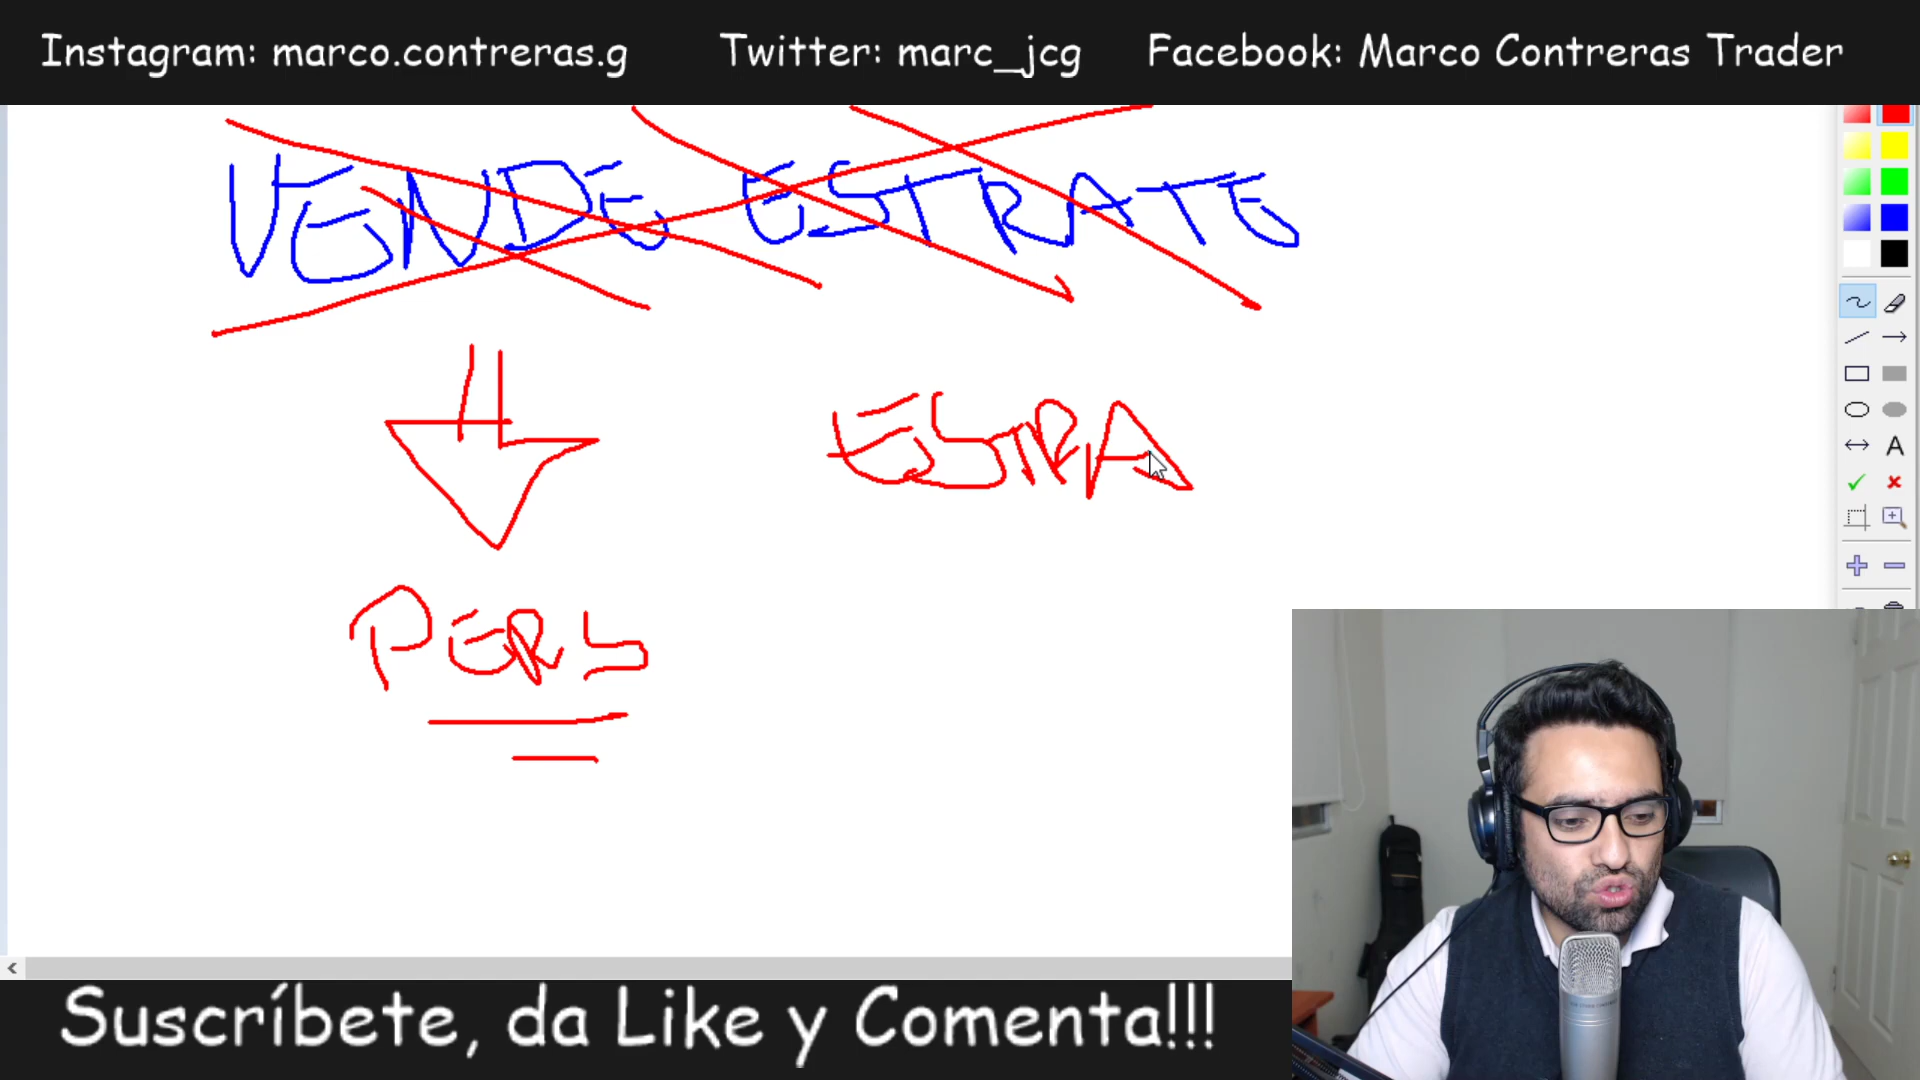 Instagram: marco.contreras.g Twitter: marc_jcg Facebook: Marco Contreras Trader
VENDE ESTRATE
ESTRA
PERS
A
Suscríbete, da Like y Comenta!!!